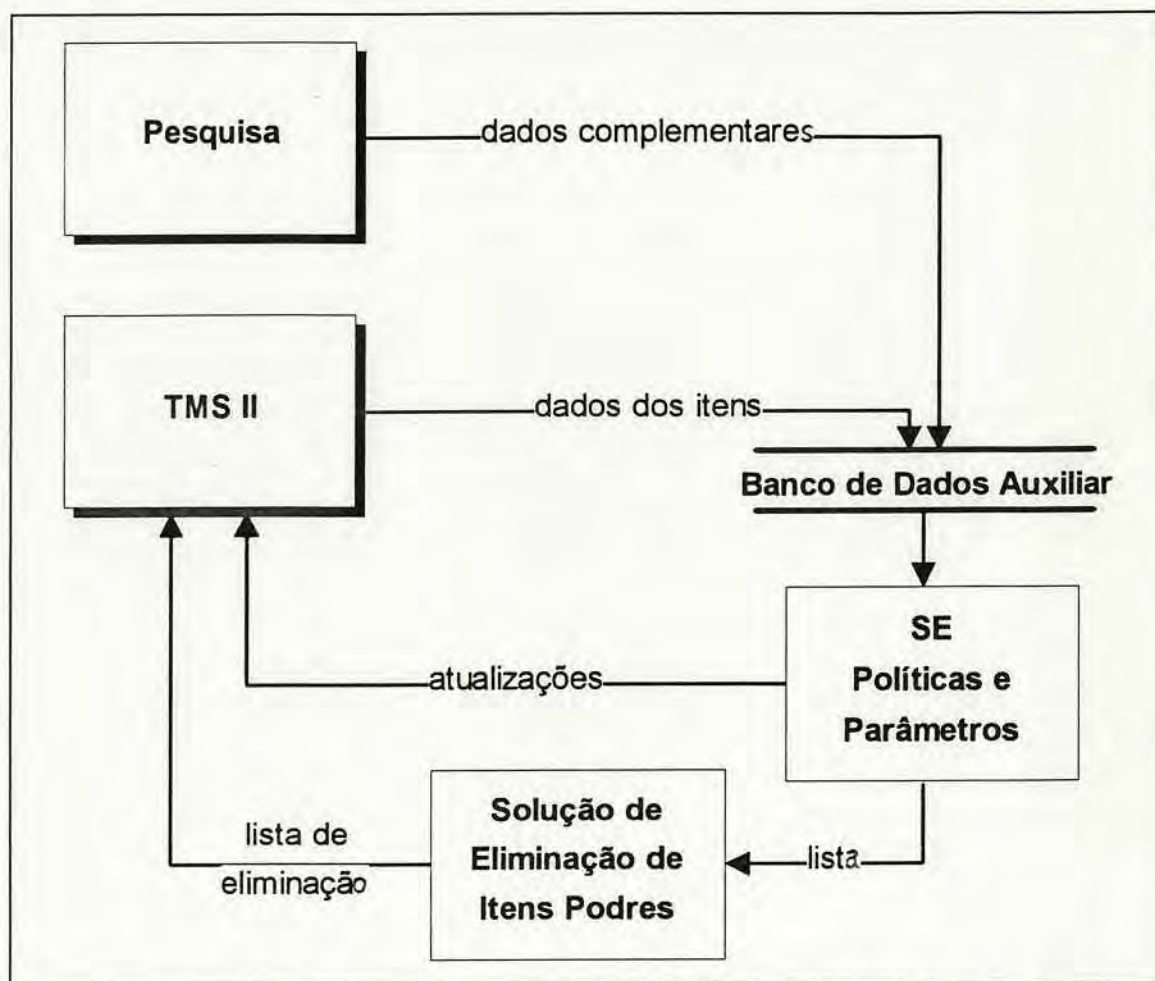 Pesquisa
dados complementares
TMS II
dados dos itens
Banco de Dados Auxiliar
SE
Políticas e
Parâmetros
atualizações
Solução de
Eliminação de
Itens Podres
lista
lista de
eliminação